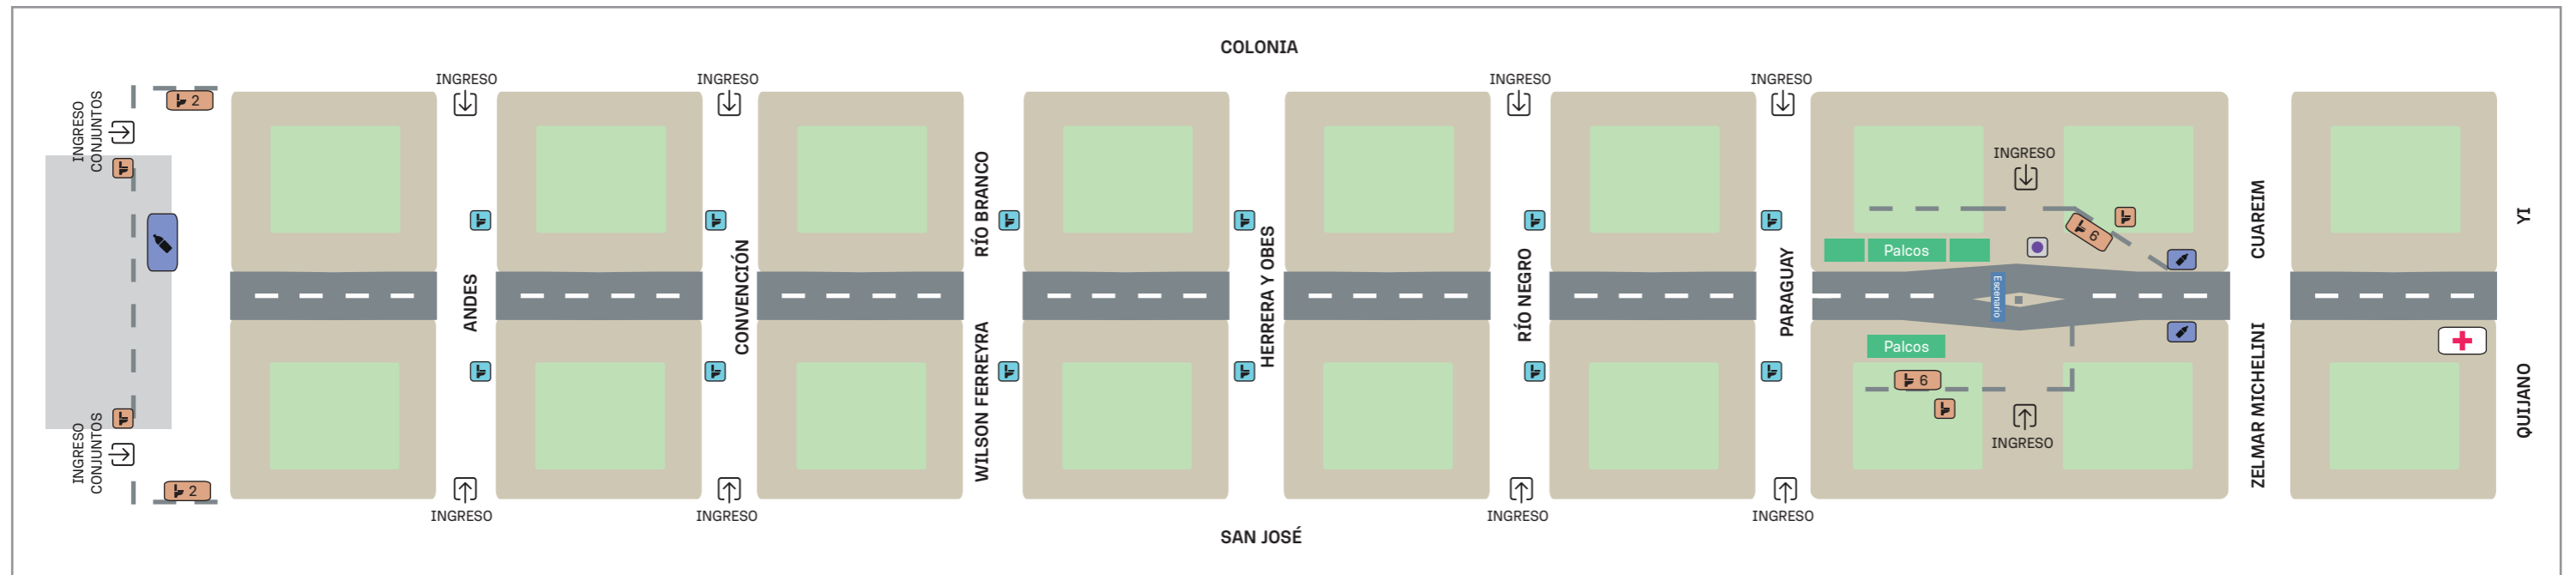 COLONIA
INGRESO
INGRESO
INGRESO
INGRESO
INGRESO
CONJUNTOS
2
ANDES
CONVENCIÓN
RÍO BRANCO
WILSON FERREYRA
HERRERA Y OBES
RÍO NEGRO
PARAGUAY
INGRESO
6
Palcos
Escenario
Palcos
6
INGRESO
CUAREIM
ZELMAR MICHELINI
YI
QUIJANO
INGRESO
CONJUNTOS
2
INGRESO
INGRESO
INGRESO
INGRESO
SAN JOSÉ